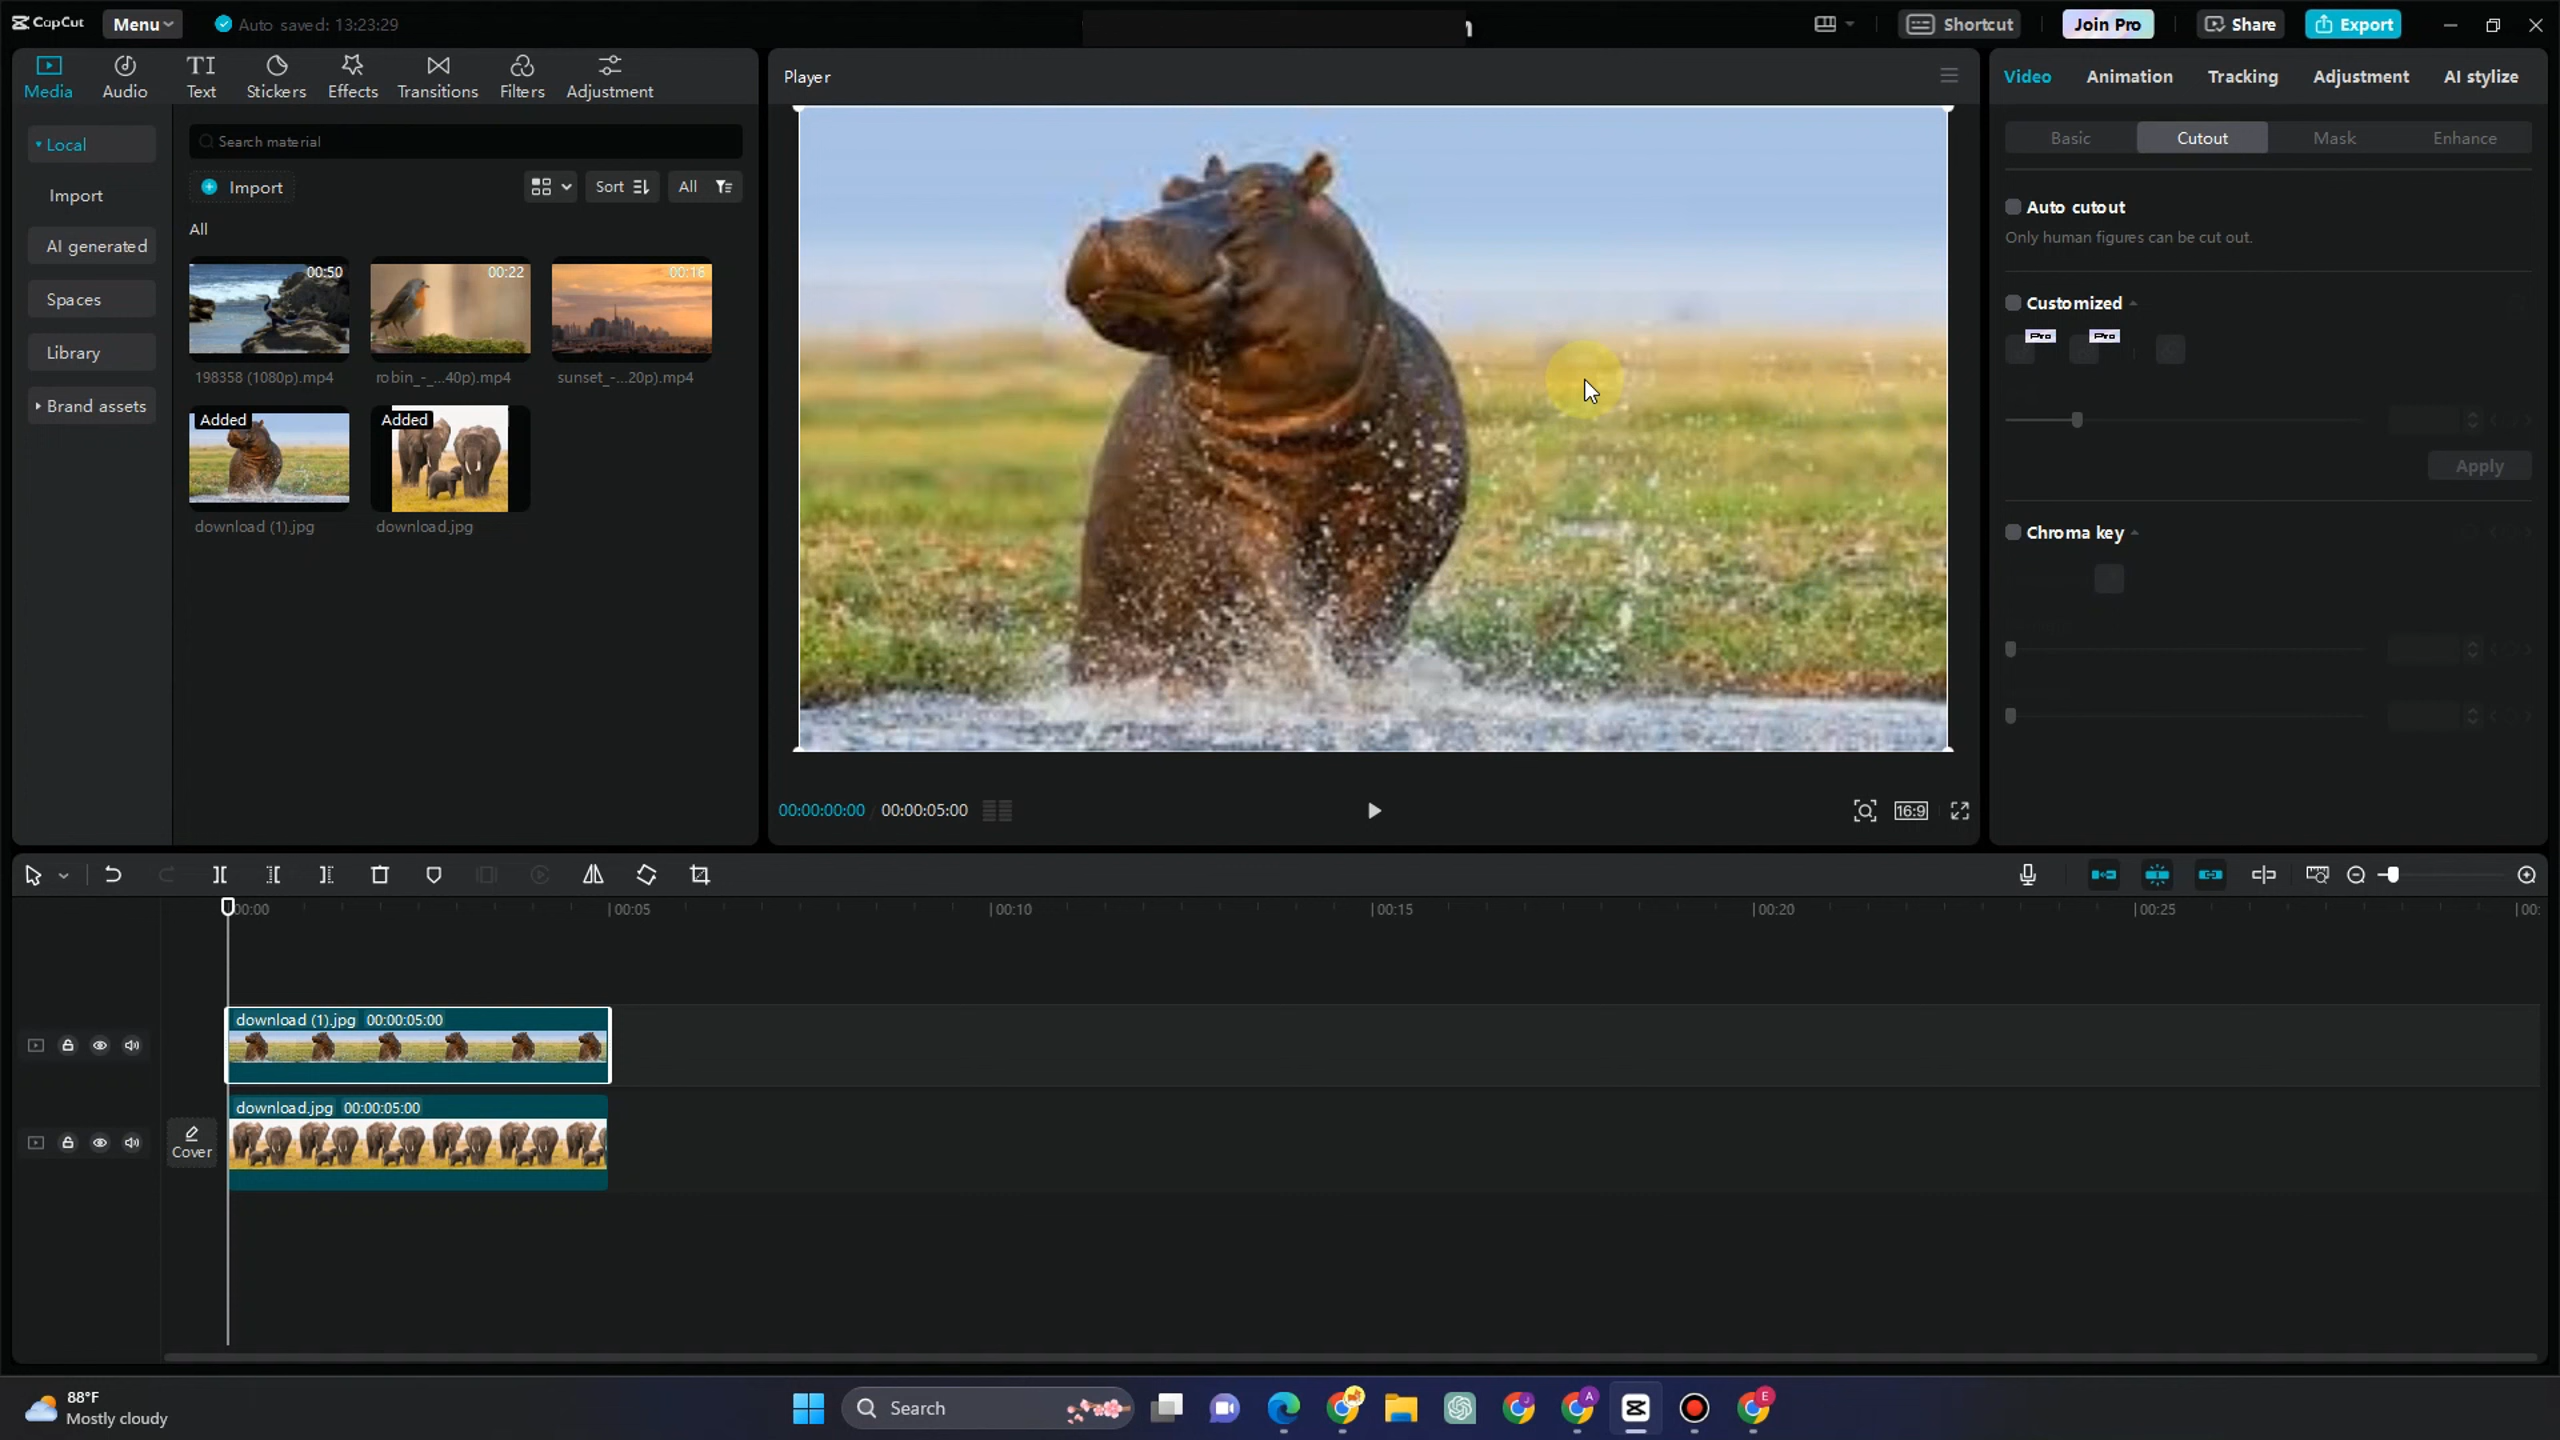 CapCut
Menu
Auto saved: 13:23:29
Shortcut
Join Pro
Share
Export
Media
Audio
Text
Stickers
Effects
Transitions
Filters
Adjustment
Local
Import
AI generated
Spaces
Library
Brand assets
Search material
Import
Sort
All
All
00:50
00:22
00:16
198358 (1080p).mp4
robin_-_...40p).mp4
sunset_-...20p).mp4
Added
Added
download (1).jpg
download.jpg
Player
00:00:00:00
00:00:05:00
16:9
Video
Animation
Tracking
Adjustment
AI stylize
Basic
Cutout
Mask
Enhance
Auto cutout
Only human figures can be cut out.
Customized
Pro
Pro
Apply
Chroma key
00:00
00:05
00:10
00:15
00:20
00:25
00:
download (1).jpg 00:00:05:00
Cover
download.jpg 00:00:05:00
88°F
Mostly cloudy
Search
A
E